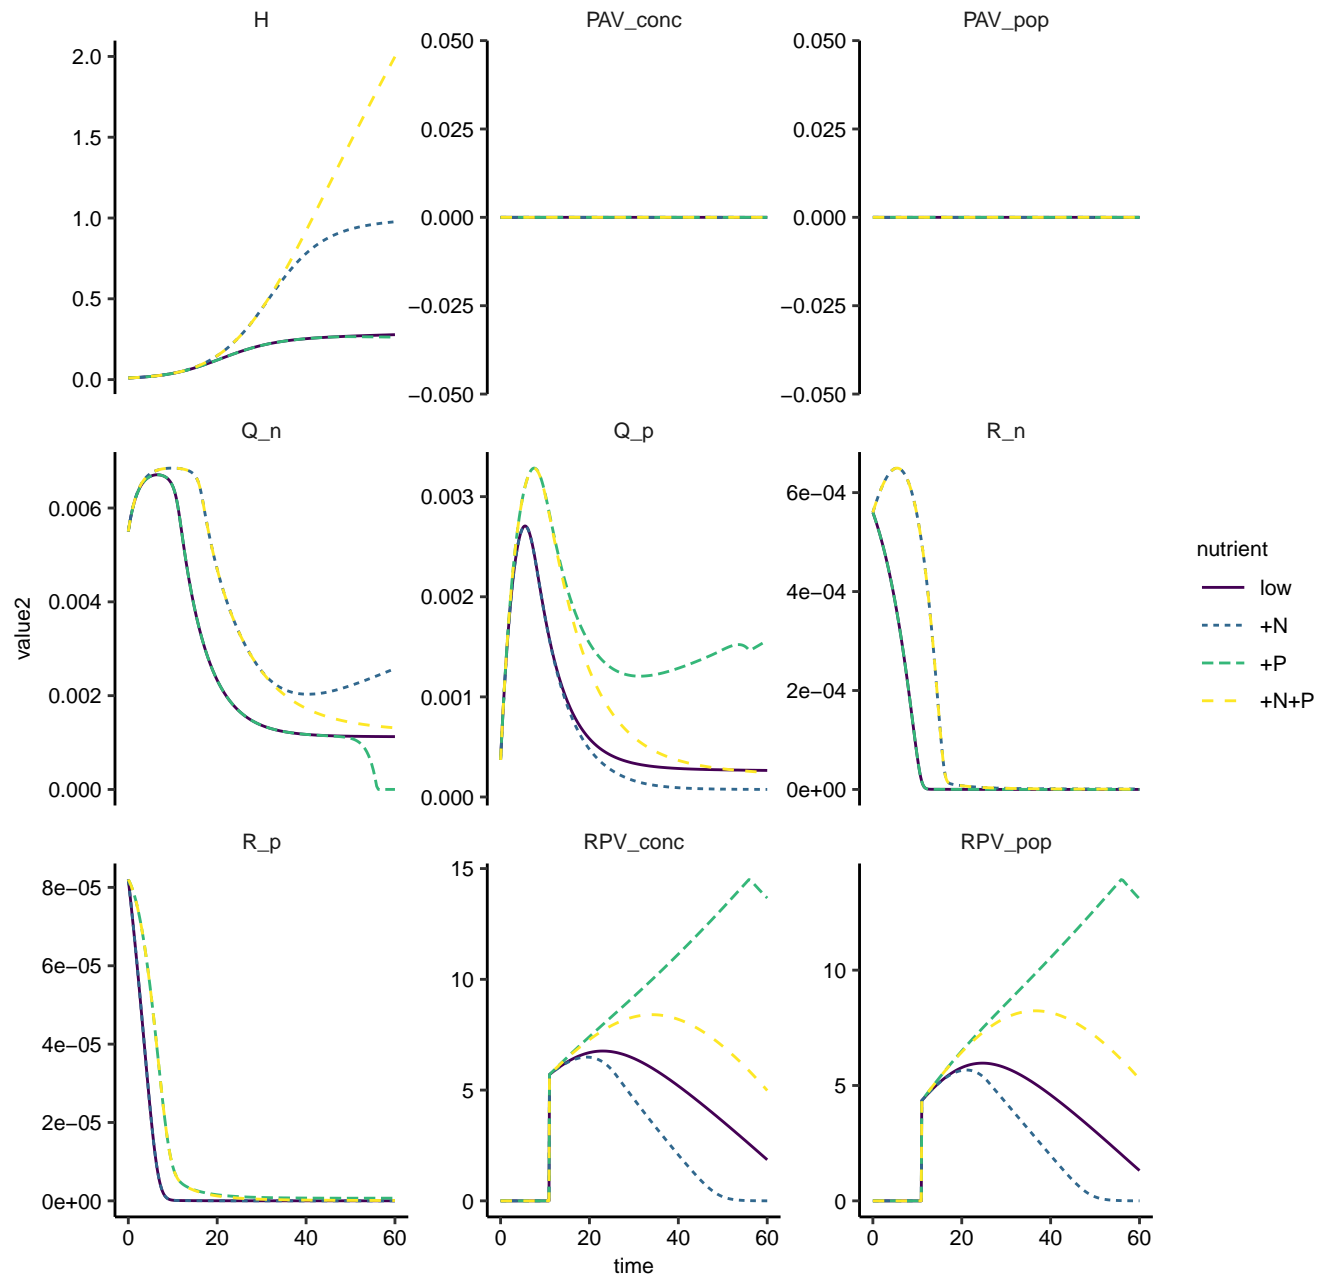 H
PAV_conc
PAV_pop
2.0
1.5
1.0
0.5
0.0
0.050
0.025
0.000
−0.025
−0.050
0.050
0.025
0.000
−0.025
−0.050
Q_n
Q_p
R_n
0.006
0.004
0.002
0.000
0.003
0.002
0.001
0.000
6e−04
4e−04
2e−04
0e+00
value2
R_p
RPV_conc
RPV_pop
8e−05
6e−05
4e−05
2e−05
0e+00
15
10
5
0
10
5
0
0 20 40 60
0 20 40 60
0 20 40 60
time
nutrient
low
+N
+P
+N+P